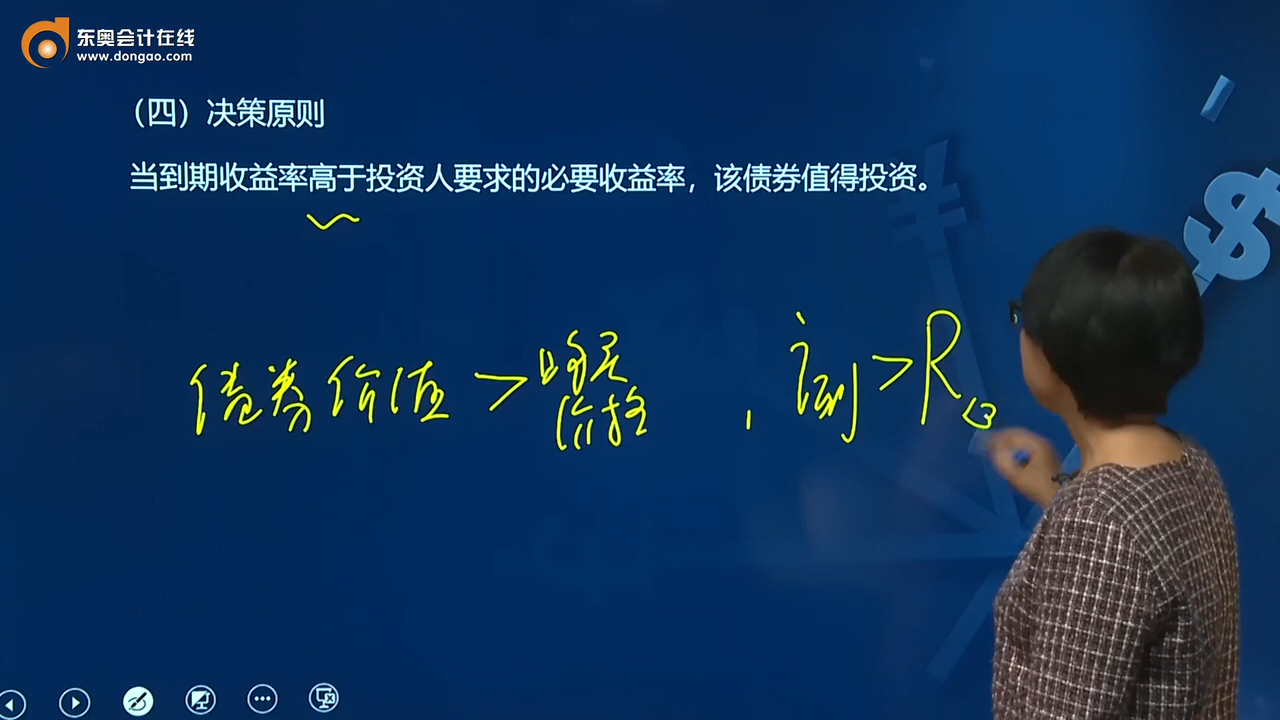 东奥会计在线
www.dongao.com
（四）决策原则
当到期收益率高于投资人要求的必要收益率，该债券值得投资。
债券价值>购买
价格
, >R必